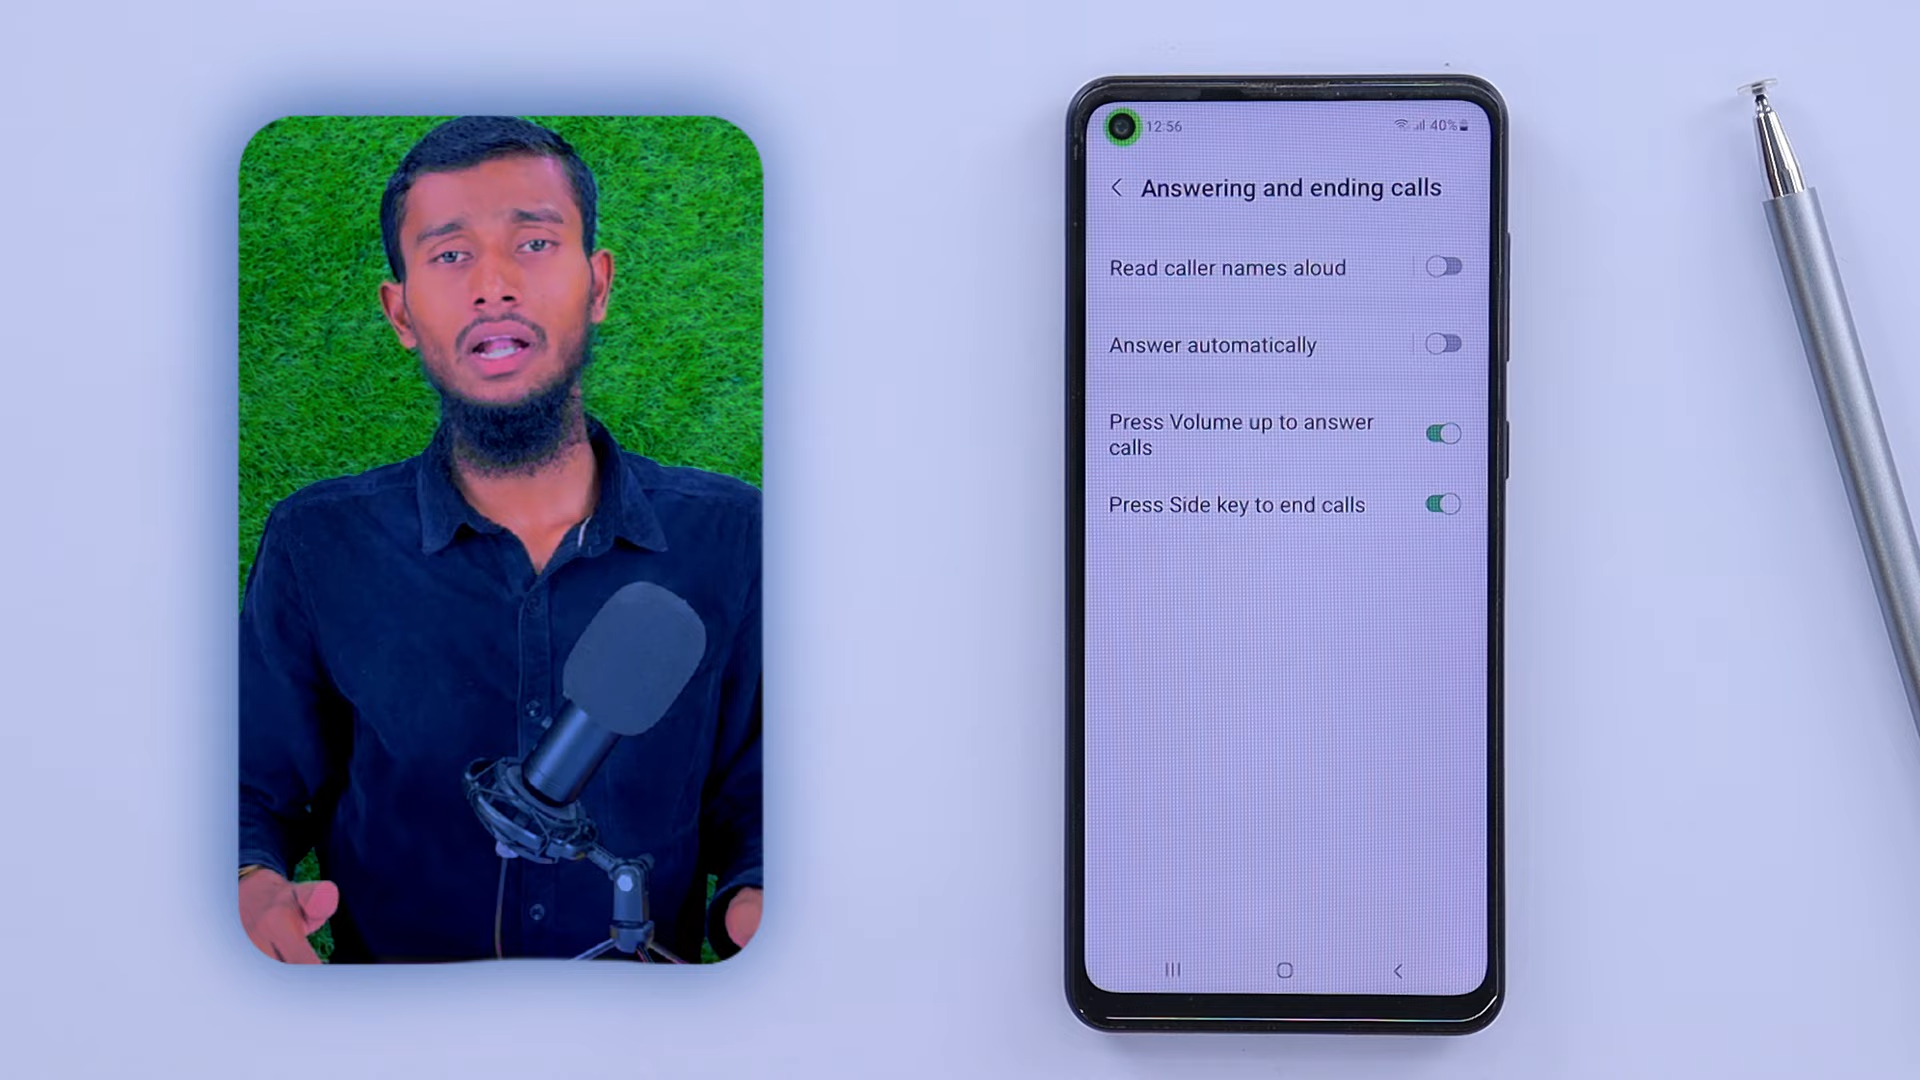 12:56
40%
Answering and ending calls
Read caller names aloud
Answer automatically
Press Volume up to answer
calls
Press Side key to end calls